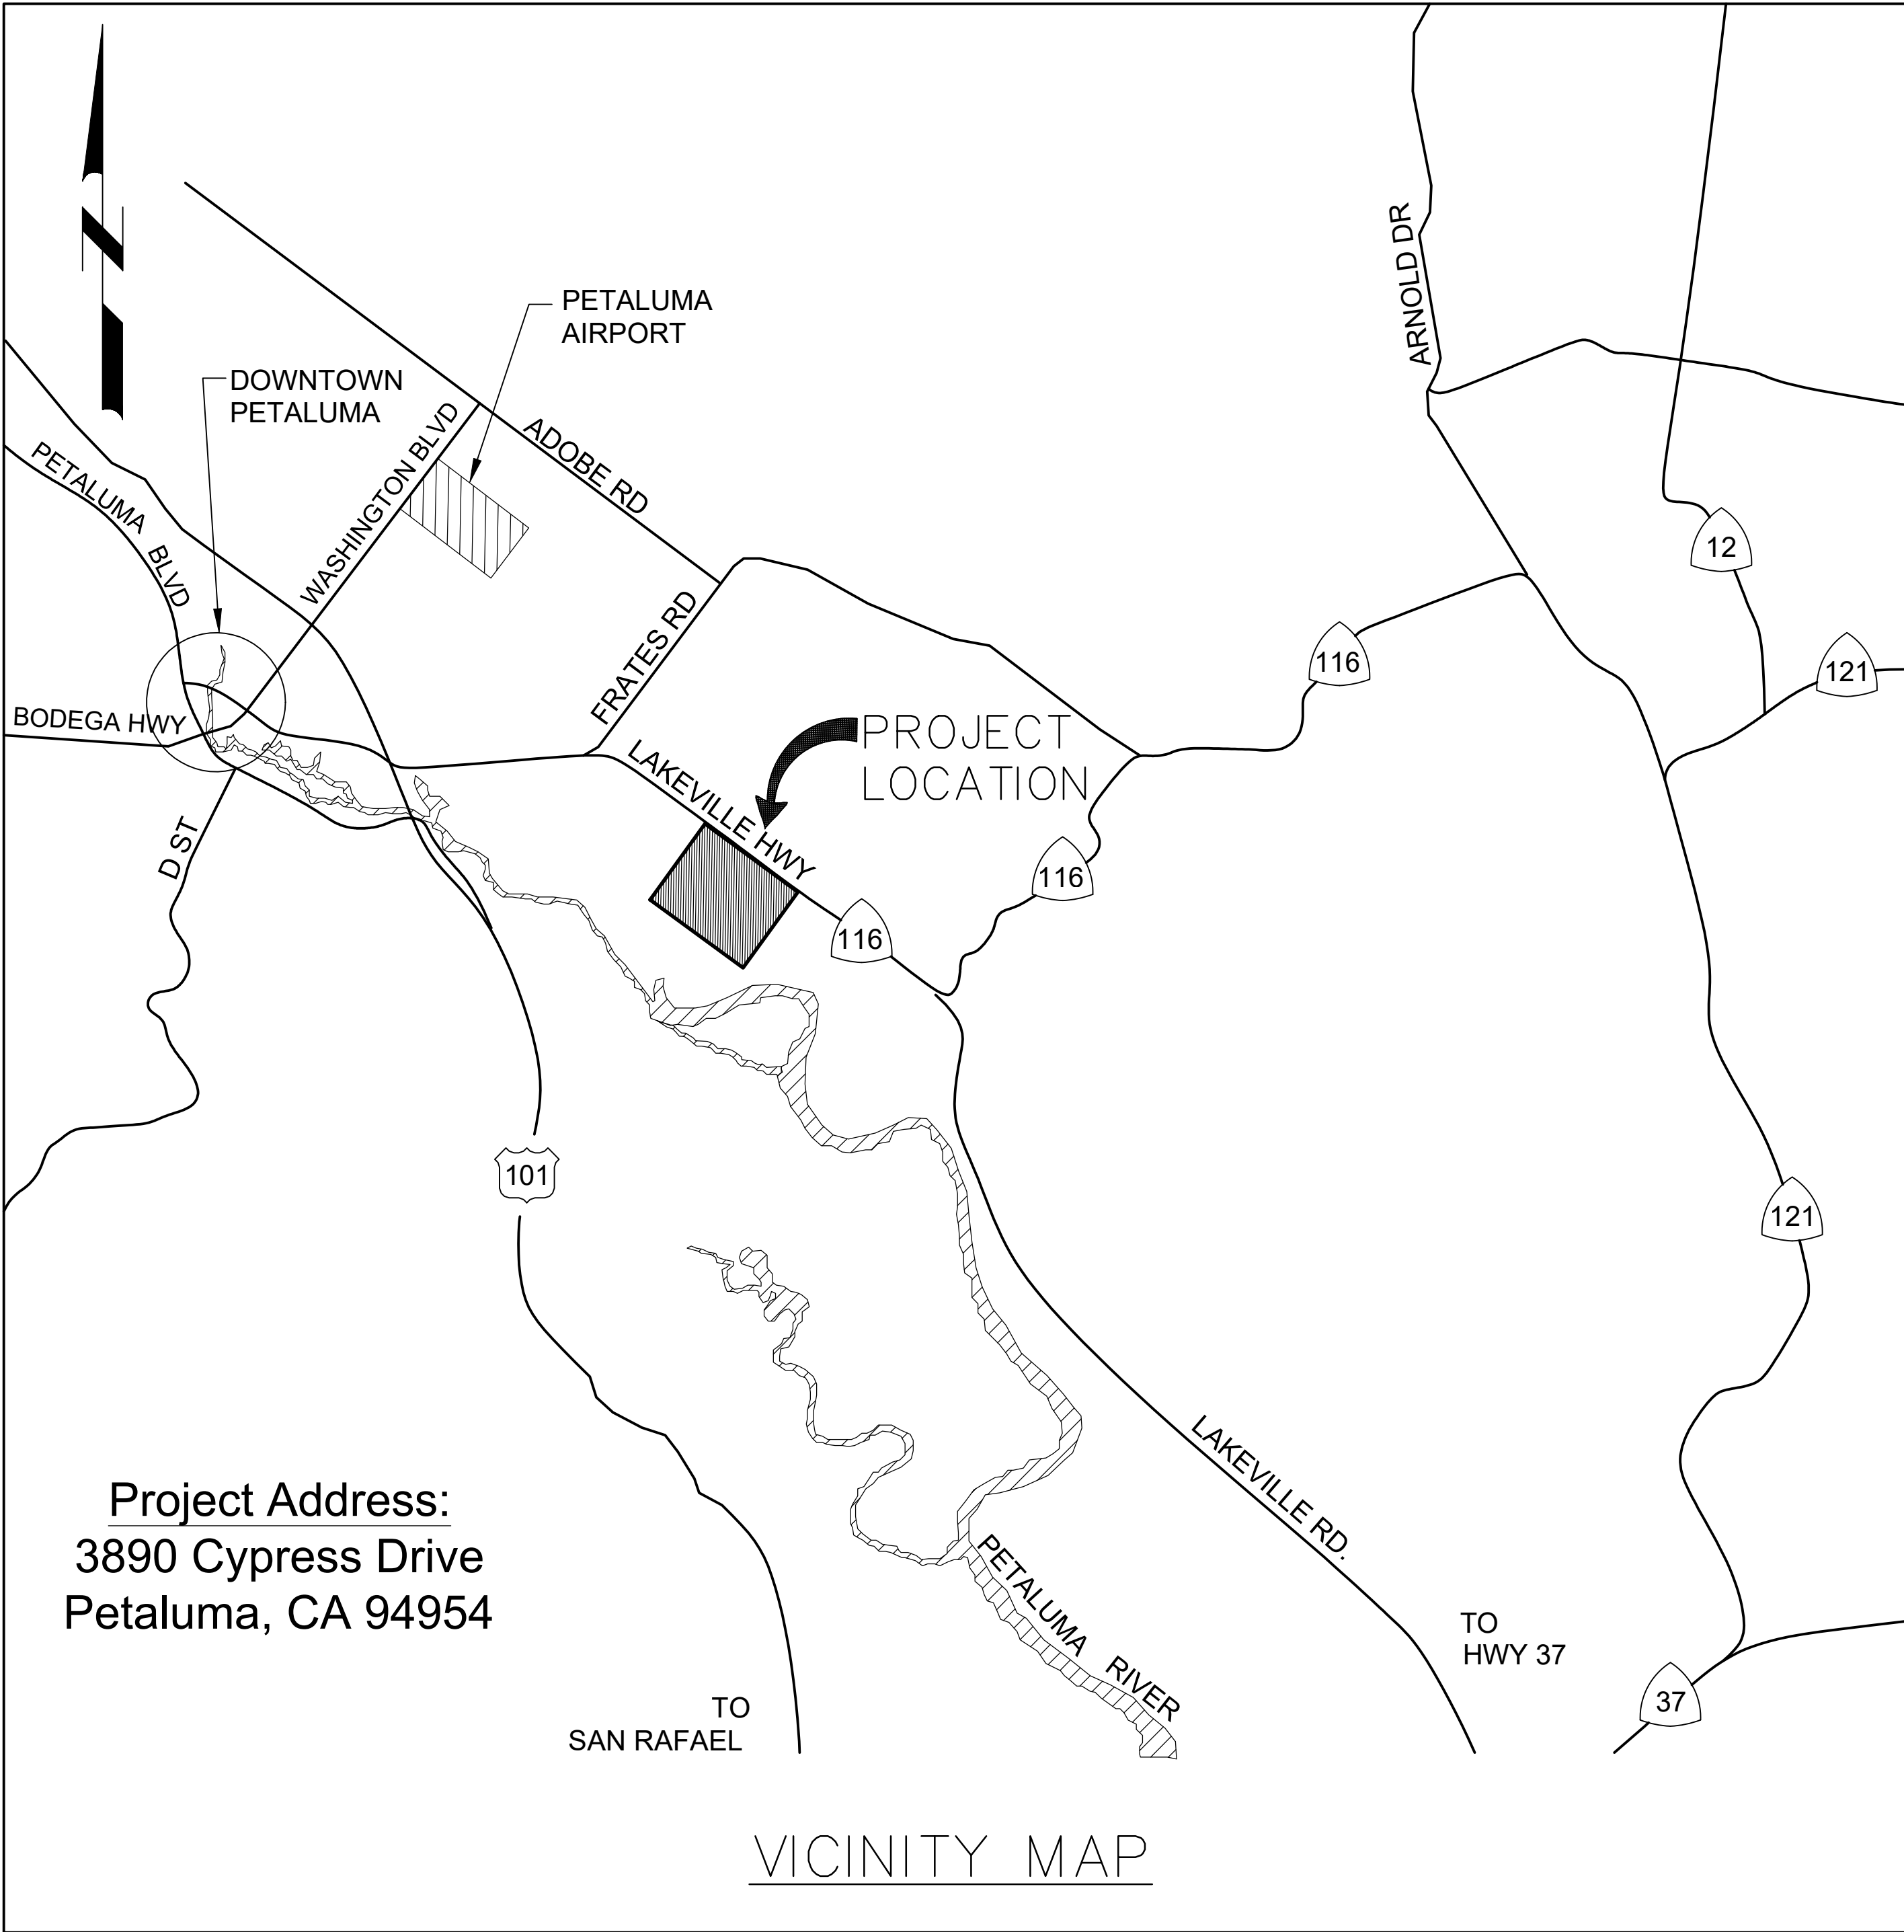 N
PETALUMA
AIRPORT
DOWNTOWN
PETALUMA
ARNOLD DR
WASHINGTON BLVD
ADOBE RD
PETALUMA BLVD
12
FRATES RD
116
121
BODEGA HWY
PROJECT
LOCATION
LAKEVILLE HWY
D ST
116
116
101
121
LAKEVILLE RD.
Project Address:
3890 Cypress Drive
Petaluma, CA 94954
PETALUMA RIVER
TO
HWY 37
37
TO
SAN RAFAEL
VICINITY MAP